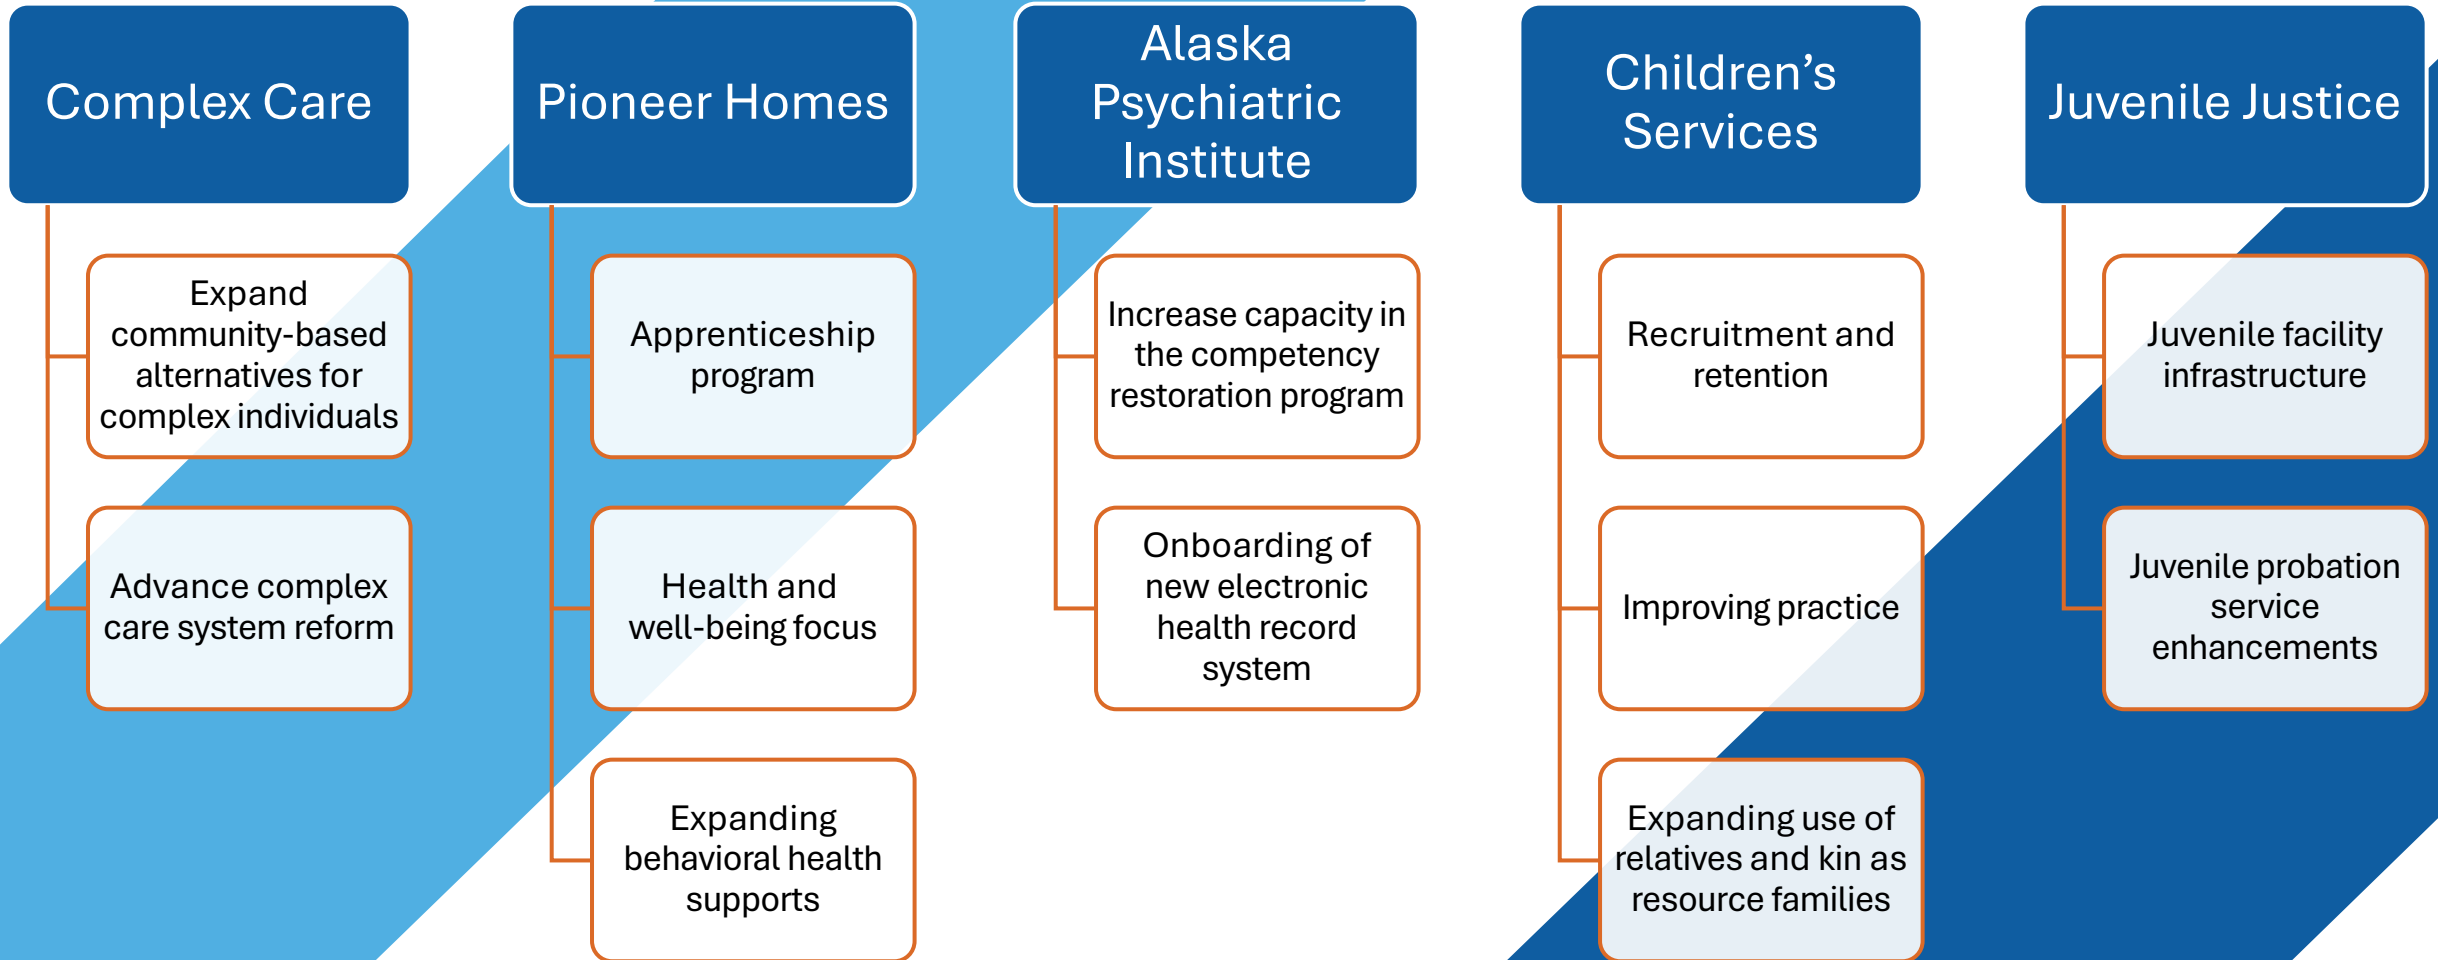 Complex Care
Expand
community-based
alternatives for
complex individuals
Advance complex
care system reform
Pioneer Homes
Apprenticeship
program
Health and
well-being focus
Expanding
behavioral health
supports
Alaska
Psychiatric
Institute
Increase capacity in
the competency
restoration program
Onboarding of
new electronic
health record
system
Children’s
Services
Recruitment and
retention
Improving practice
Expanding use of
relatives and kin as
resource families
Juvenile Justice
Juvenile facility
infrastructure
Juvenile probation
service
enhancements